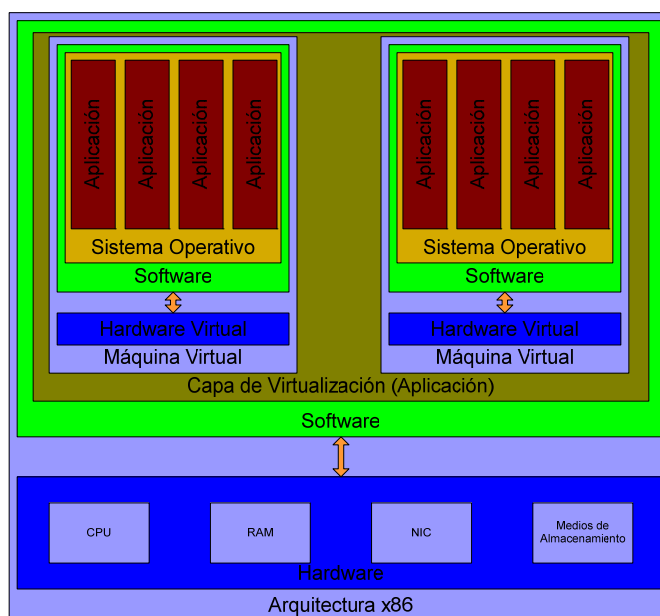 Aplicación
Aplicación
Aplicación
Aplicación
Sistema Operativo
Software
Hardware Virtual
Máquina Virtual
Aplicación
Aplicación
Aplicación
Aplicación
Sistema Operativo
Software
Hardware Virtual
Máquina Virtual
Capa de Virtualización (Aplicación)
Software
CPU
RAM
NIC
Medios de
Almacenamiento
Hardware
Arquitectura x86